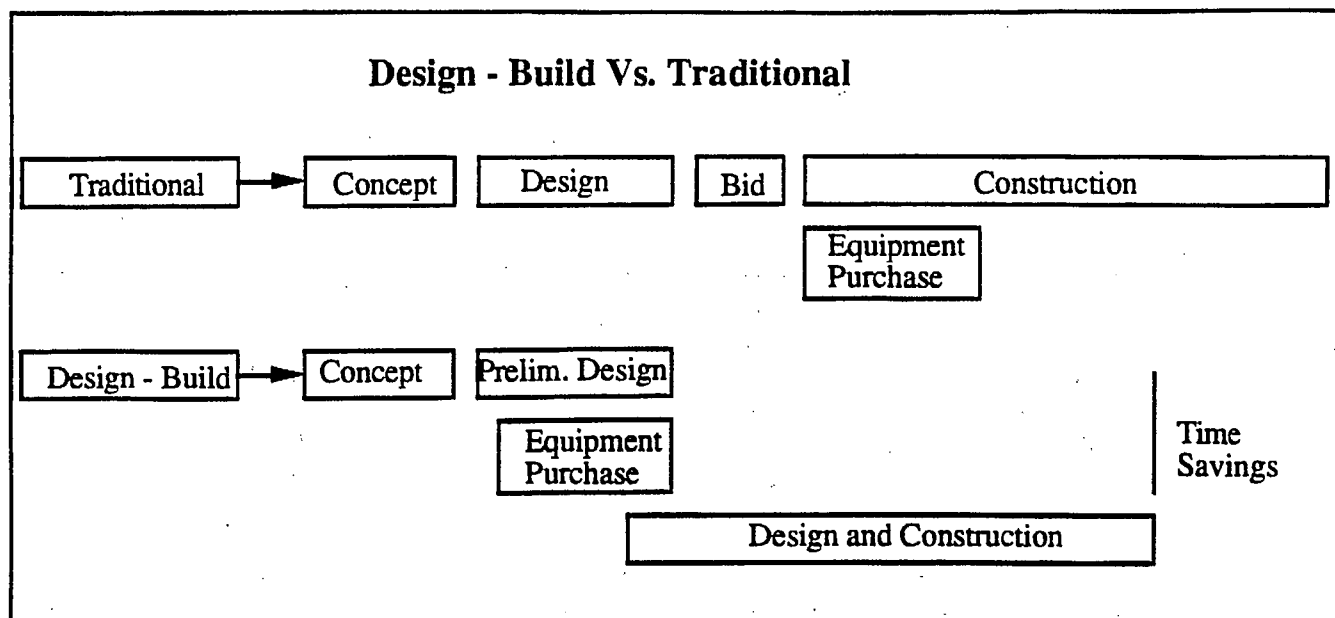 Design - Build Vs. Traditional
Traditional
Concept
Design
Bid
Construction
Equipment
Purchase
Design - Build
Concept
Prelim. Design
Equipment
Purchase
Time
Savings
Design and Construction